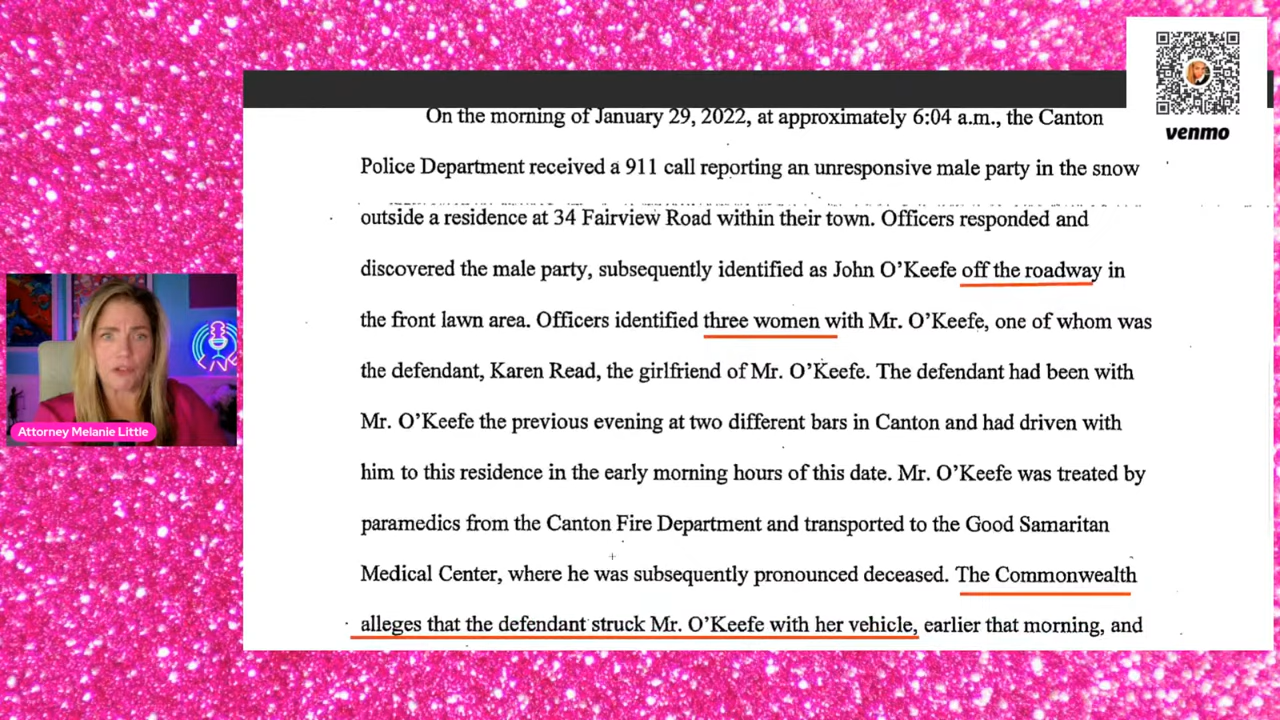 venmo
On the morning of January 29, 2022, at approximately 6:04 a.m., the Canton
Police Department received a 911 call reporting an unresponsive male party in the snow
outside a residence at 34 Fairview Road within their town. Officers responded and
discovered the male party, subsequently identified as John O'Keefe off the roadway in
the front lawn area. Officers identified three women with Mr. O'Keefe, one of whom was
the defendant, Karen Read, the girlfriend of Mr. O'Keefe. The defendant had been with
Mr. O'Keefe the previous evening at two different bars in Canton and had driven with
him to this residence in the early morning hours of this date. Mr. O'Keefe was treated by
paramedics from the Canton Fire Department and transported to the Good Samaritan
Medical Center, where he was subsequently pronounced deceased. The Commonwealth
alleges that the defendant struck Mr. O'Keefe with her vehicle, earlier that morning, and
Attorney Melanie Little